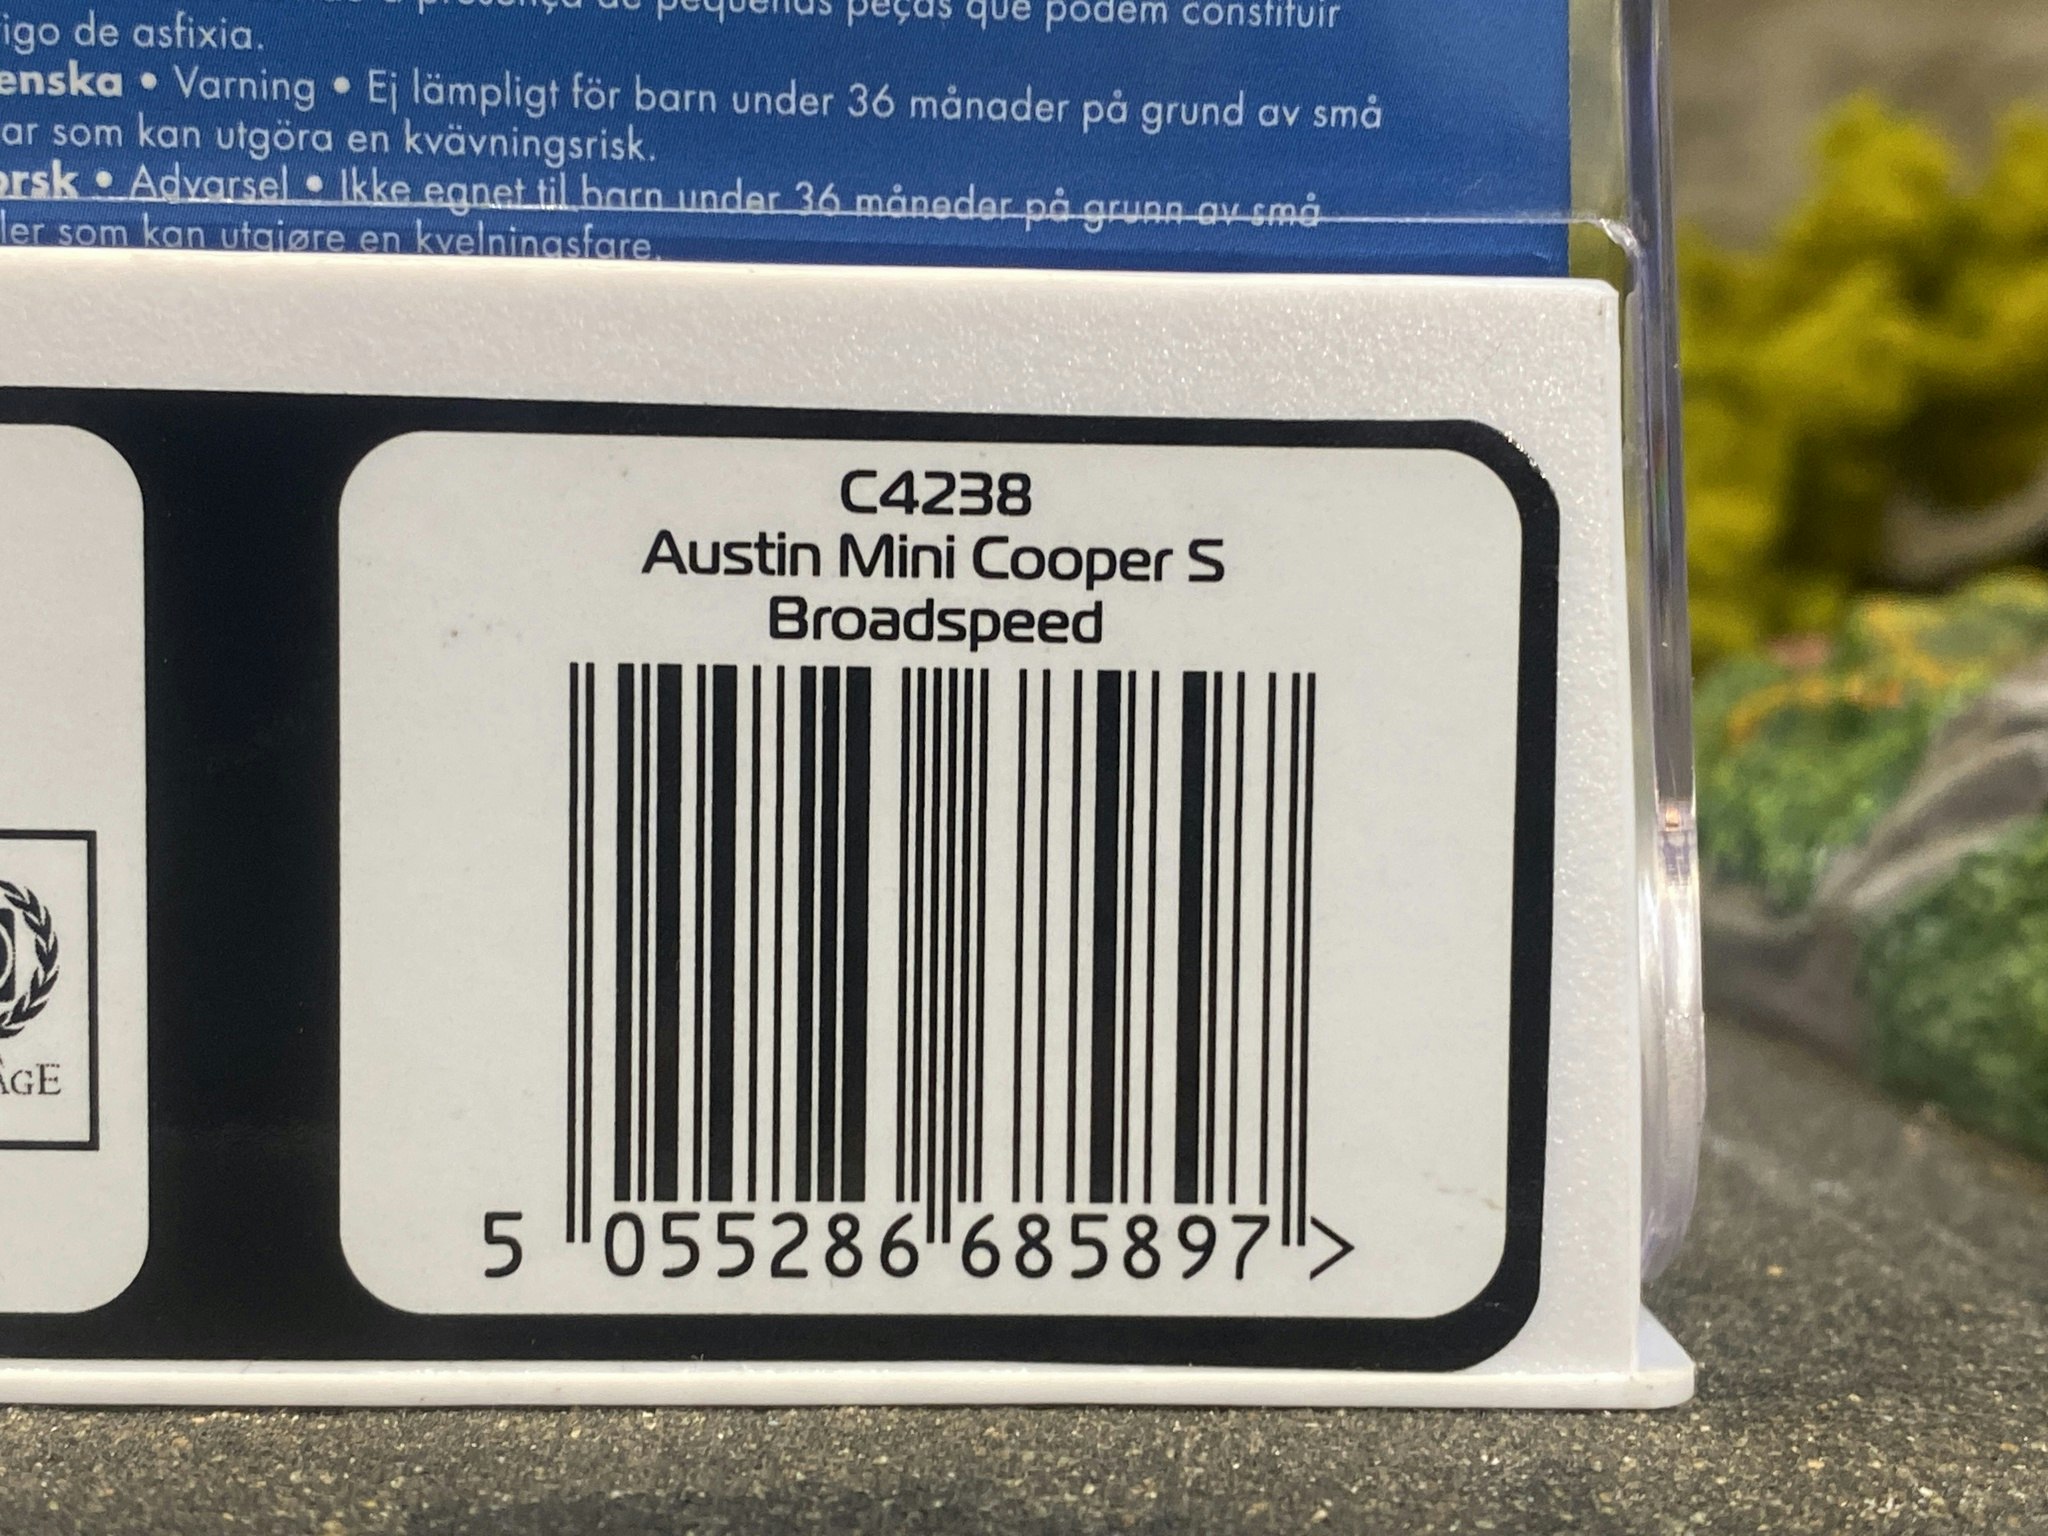 presença de pequenas peças que podem constituir
igo de asfixia.
enska • Varning • Ej lämpligt för barn under 36 månader på grund av små
ar som kan utgöra en kvävningsrisk.
orsk • Advarsel • Ikke egnet til barn under 36 måneder på grunn av små
ler som kan utgjøre en kvelningsfare.
C4238
Austin Mini Cooper S
Broadspeed
5 055286 685897 >
AGE